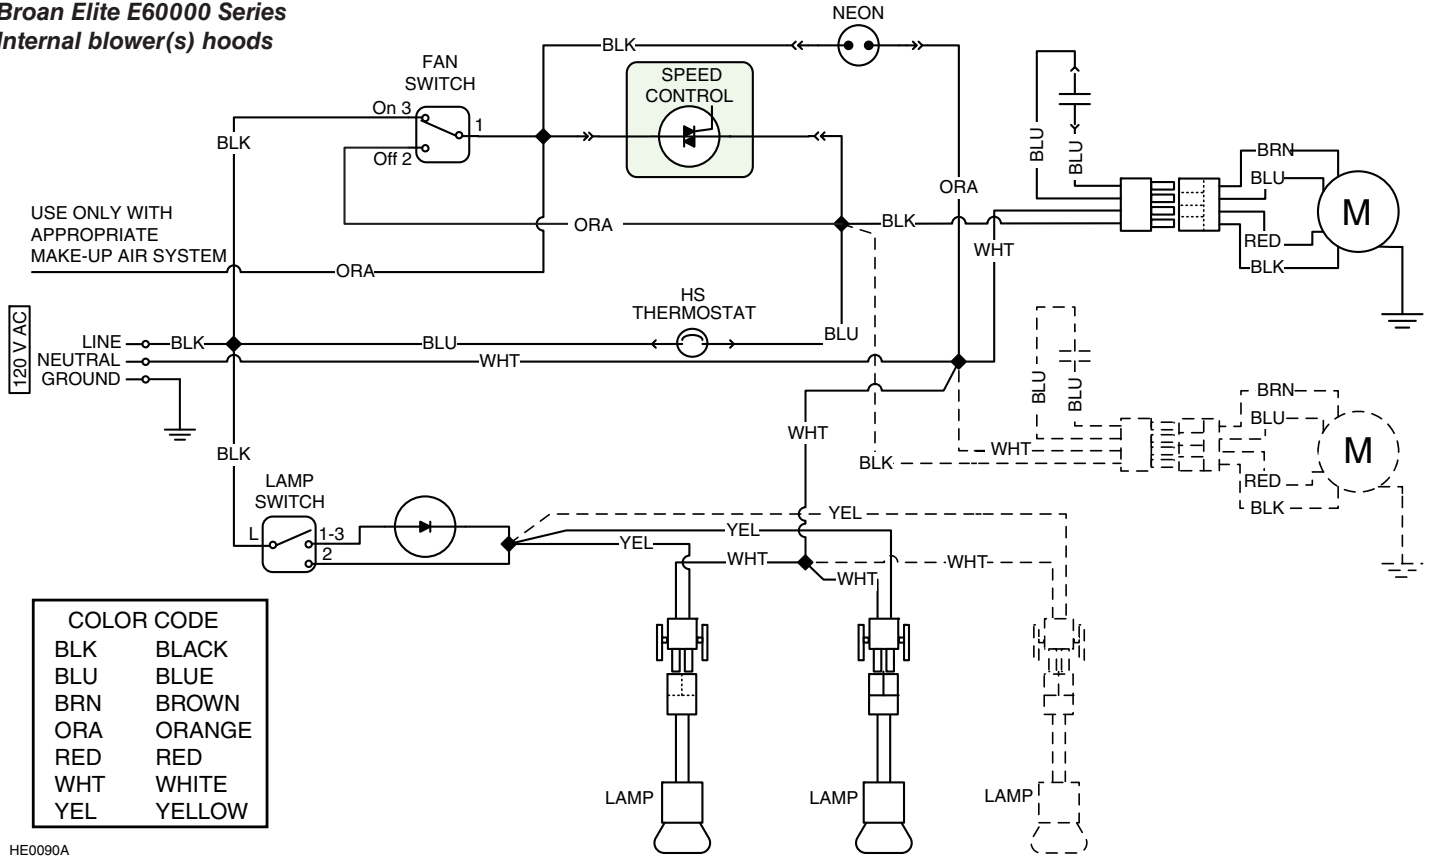 Broan Elite E60000 Series
Internal blower(s) hoods
NEON
BLK
FAN
SWITCH
SPEED
CONTROL
On 3
1
Off 2
BLK
BLU
BLU
BRN
BLU
M
RED
BLK
ORA
USE ONLY WITH
APPROPRIATE
MAKE-UP AIR SYSTEM
ORA
BLK
WHT
ORA
HS
THERMOSTAT
120 V AC
LINE
BLK
BLU
BLU
NEUTRAL
WHT
GROUND
BLU
BLU
BRN
BLU
M
RED
BLK
WHT
BLK
WHT
BLK
LAMP
SWITCH
L
1-3
2
YEL
YEL
YEL
WHT
WHT
WHT
COLOR CODE
BLK BLACK
BLU BLUE
BRN BROWN
ORA ORANGE
RED RED
WHT WHITE
YEL YELLOW
LAMP
LAMP
LAMP
HE0090A